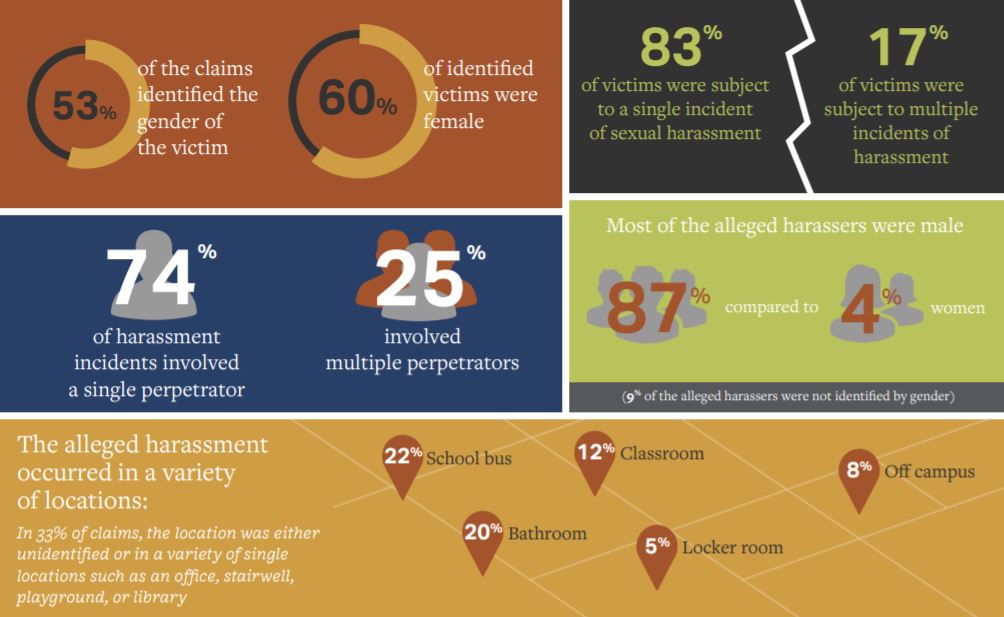 53%
of the claims
identified the
gender of
the victim
60%
of identified
victims were
female
83%
of victims were subject
to a single incident
of sexual harassment
17%
of victims were
subject to multiple
incidents of
harassment
74%
of harassment
incidents involved
a single perpetrator
25%
involved
multiple perpetrators
Most of the alleged harassers were male
87% compared to 4% women
(9% of the alleged harassers were not identified by gender)
The alleged harassment
occurred in a variety
of locations:
In 33% of claims, the location was either
unidentified or in a variety of single
locations such as an office, stairwell,
playground, or library
22% School bus
12% Classroom
8% Off campus
20% Bathroom
5% Locker room